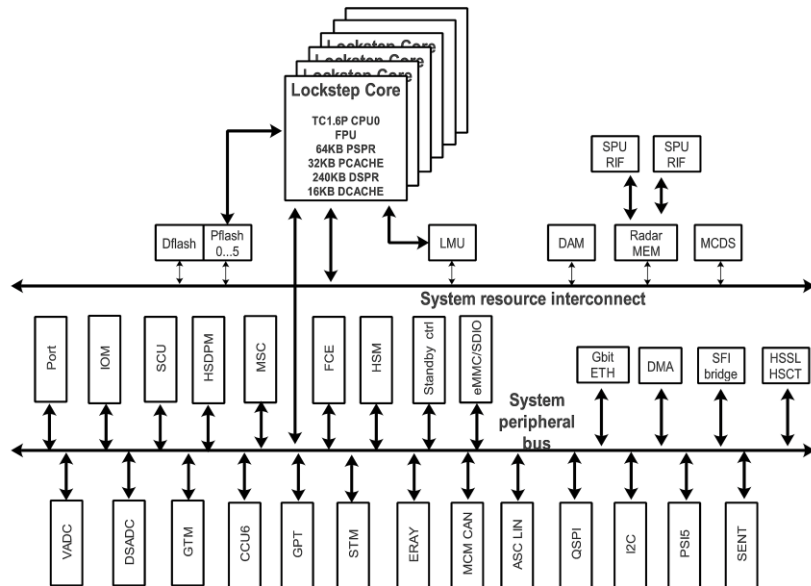 Lockstep Core
Lockstep Core
Lockstep Core
Lockstep Core
TC1.6P CPU0
FPU
64KB PSPR
32KB PCACHE
240KB DSPR
16KB DCACHE
SPU
RIF
SPU
RIF
Dflash
Pflash
0...5
LMU
DAM
Radar
MEM
MCDS
System resource interconnect
Port
IOM
SCU
HSDPM
MSC
FCE
HSM
Standby ctrl
eMMC/SDIO
Gbit
ETH
DMA
SFI
bridge
HSSL
HSCT
System
peripheral
bus
VADC
DSADC
GTM
CCU6
GPT
STM
ERAY
MCM CAN
ASC LIN
QSPI
I2C
PSI5
SENT